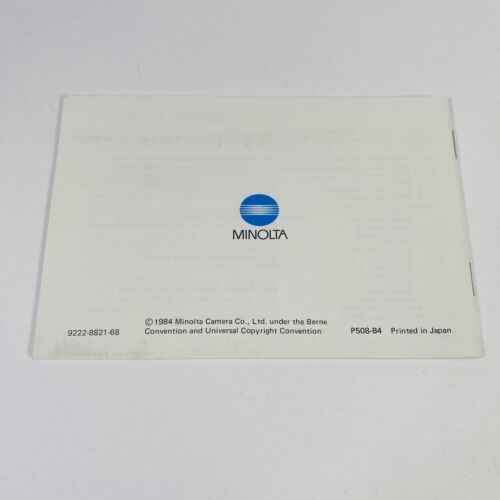 MINOLTA
9222-8821-68
© 1984 Minolta Camera Co., Ltd. under the Berne
Convention and Universal Copyright Convention
P508-B4 Printed in Japan